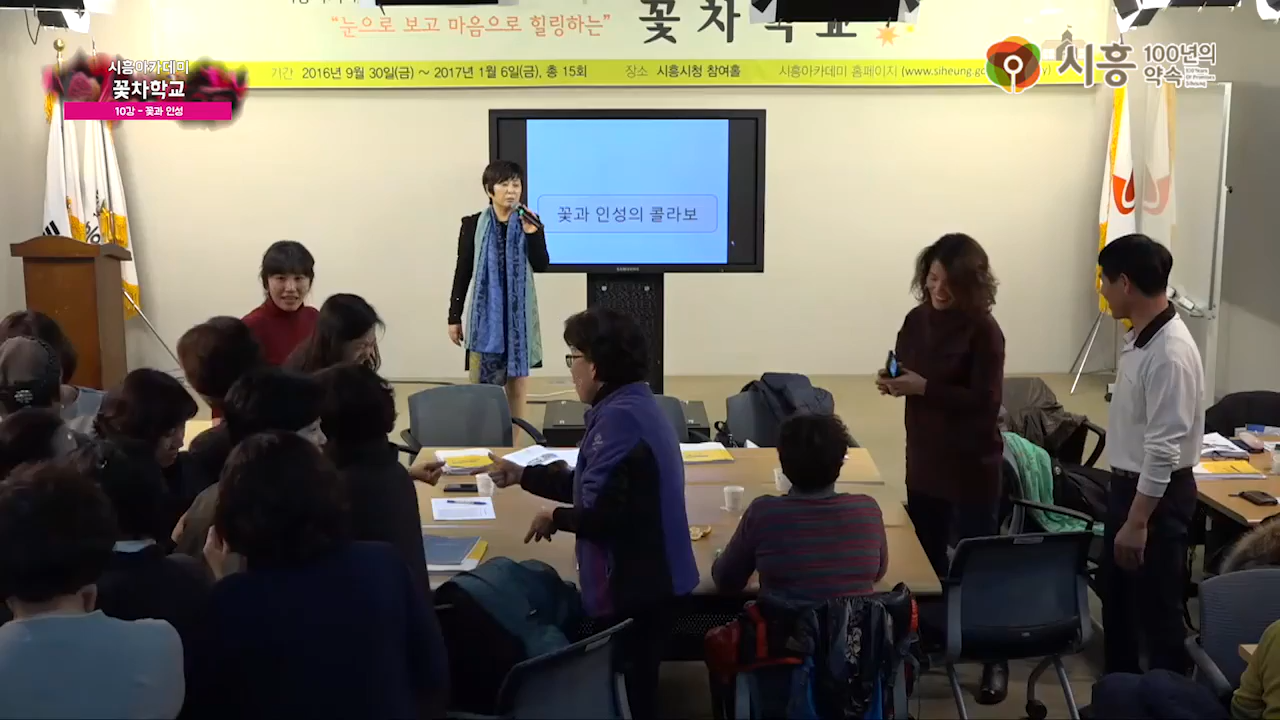 "눈으로 보고 마음으로 힐링하는"
꽃차학교
기간 2016년 9월 30일(금) ~ 2017년 1월 6일(금), 총 15회 장소 시흥시청 참여홀 시흥아카데미 홈페이지 (www.siheung.go
시흥아카데미
꽃차학교
10강 - 꽃과 인성
시흥
100년의
약속
꽃과 인성의 콜라보